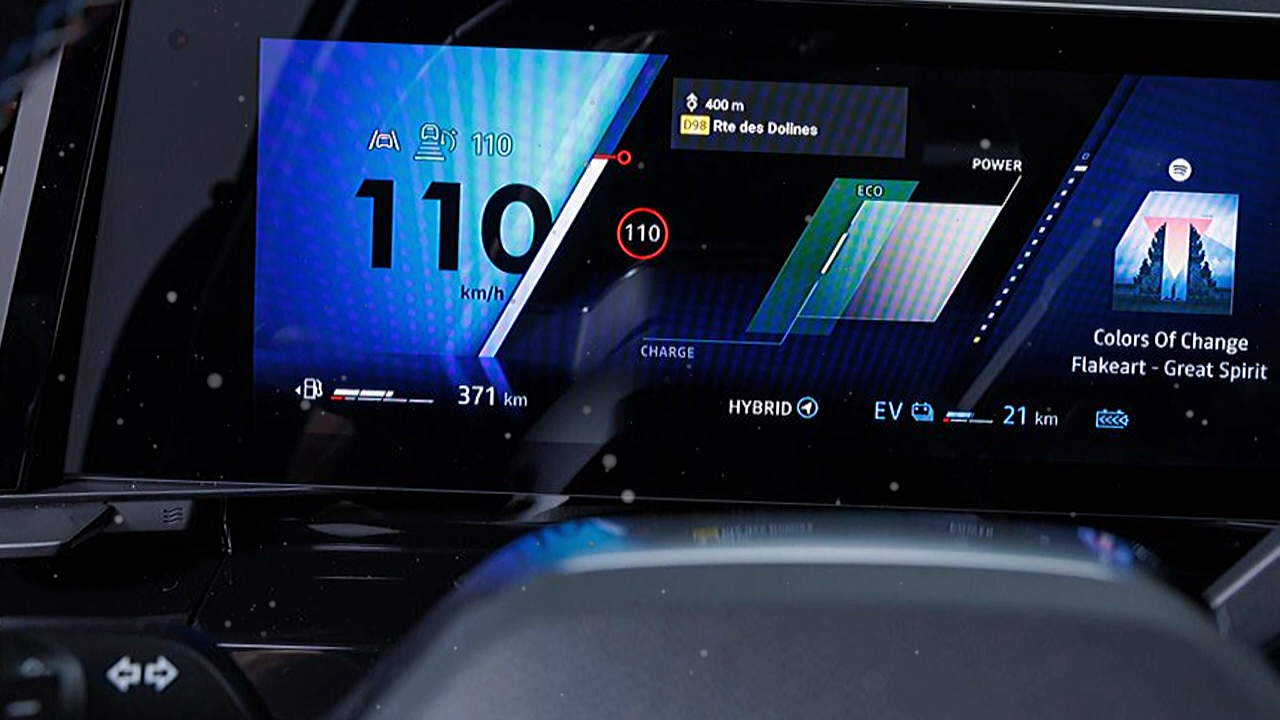 110
110
km/h
371 km
400 m
D98 Rte des Dolines
110
POWER
ECO
CHARGE
HYBRID
EV 21 km
Colors Of Change
Flakeart - Great Spirit